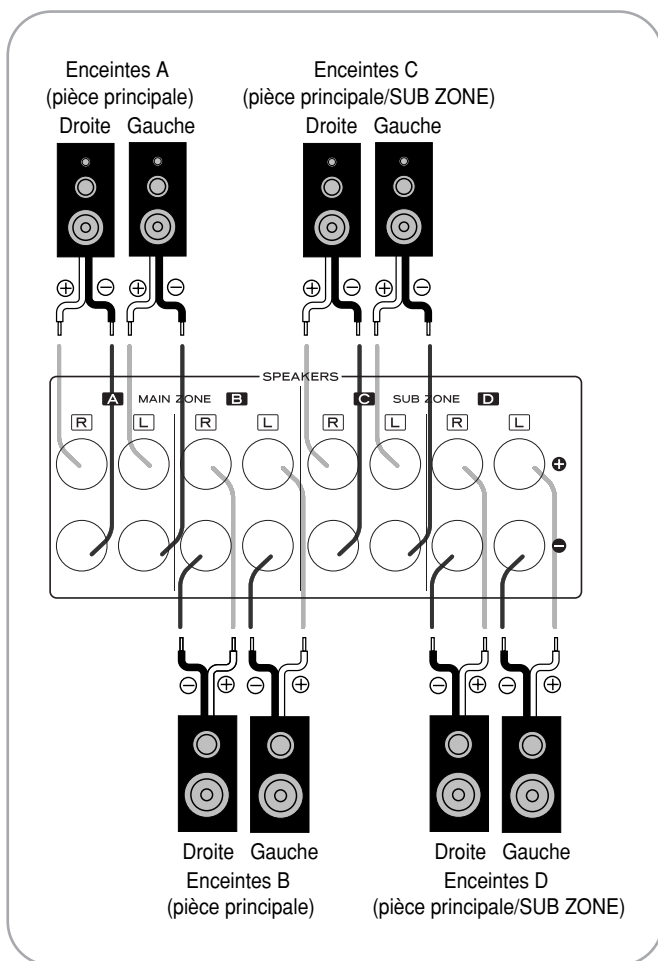 Enceintes A
(pièce principale)
Droite Gauche
Enceintes C
(pièce principale/SUB ZONE)
Droite Gauche
⊕ ⊖ ⊕ ⊖ ⊕ ⊖ ⊕ ⊖
SPEAKERS
A MAIN ZONE B C SUB ZONE D
R L R L R L R L
+
-
⊖ ⊕ ⊖ ⊕ ⊖ ⊕ ⊖ ⊕
Droite Gauche
Enceintes B
(pièce principale)
Droite Gauche
Enceintes D
(pièce principale/SUB ZONE)